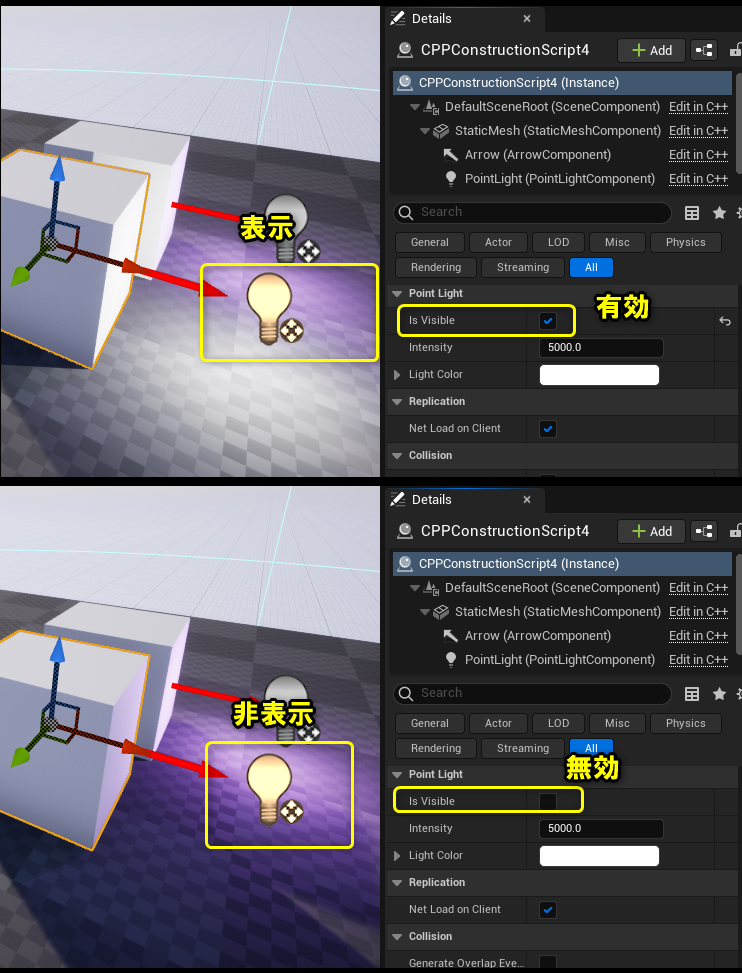 Details
CPPConstructionScript4
Add
CPPConstructionScript4 (Instance)
DefaultSceneRoot (SceneComponent) Edit in C++
StaticMesh (StaticMeshComponent) Edit in C++
Arrow (ArrowComponent) Edit in C++
PointLight (PointLightComponent) Edit in C++
Search
General Actor LOD Misc Physics
Rendering Streaming All
Point Light
表示
有効
Is Visible
Intensity 5000.0
Light Color
Replication
Net Load on Client
Collision
Details
CPPConstructionScript4
Add
CPPConstructionScript4 (Instance)
DefaultSceneRoot (SceneComponent) Edit in C++
StaticMesh (StaticMeshComponent) Edit in C++
Arrow (ArrowComponent) Edit in C++
PointLight (PointLightComponent) Edit in C++
Search
General Actor LOD Misc Physics
Rendering Streaming All
非表示
無効
Point Light
Is Visible
Intensity 5000.0
Light Color
Replication
Net Load on Client
Collision
Generate Overlap Eve...